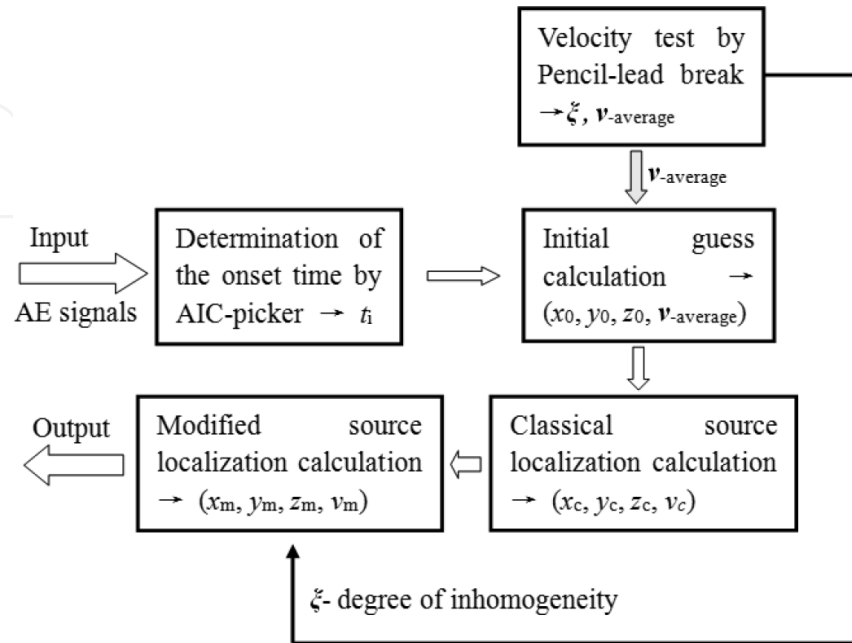 Velocity test by
Pencil-lead break
→ξ, v-average
v-average
Input
AE signals
Determination of
the onset time by
AIC-picker → ti
Initial guess
calculation →
(x0, y0, z0, v-average)
Output
Modified source
localization calculation
→ (xm, ym, zm, vm)
Classical source
localization calculation
→ (xc, yc, zc, vc)
ξ- degree of inhomogeneity